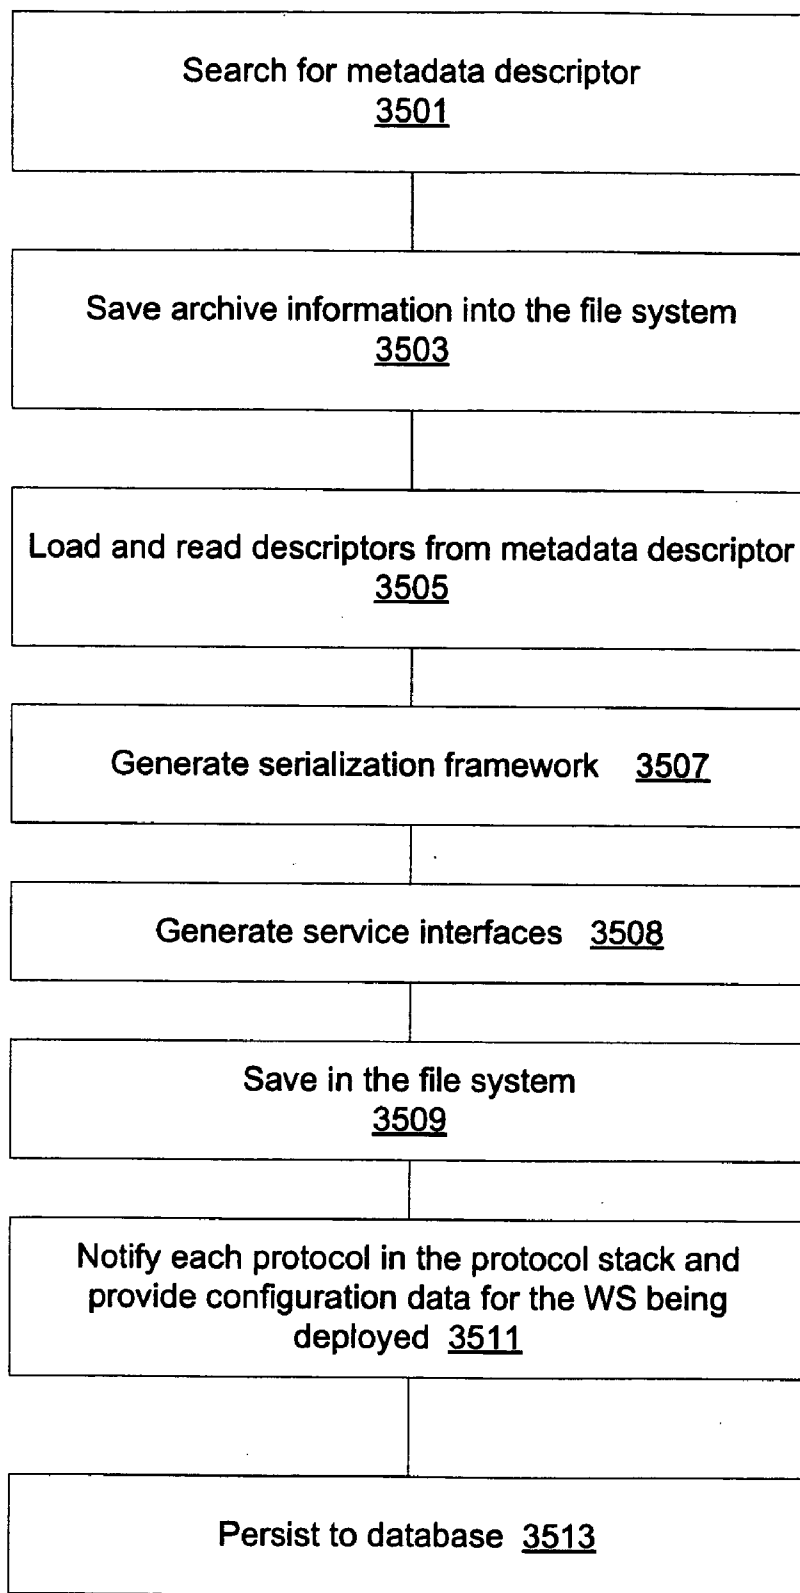 Search for metadata descriptor
3501
Save archive information into the file system
3503
Load and read descriptors from metadata descriptor
3505
Generate serialization framework 3507
Generate service interfaces 3508
Save in the file system
3509
Notify each protocol in the protocol stack and
provide configuration data for the WS being
deployed 3511
Persist to database 3513